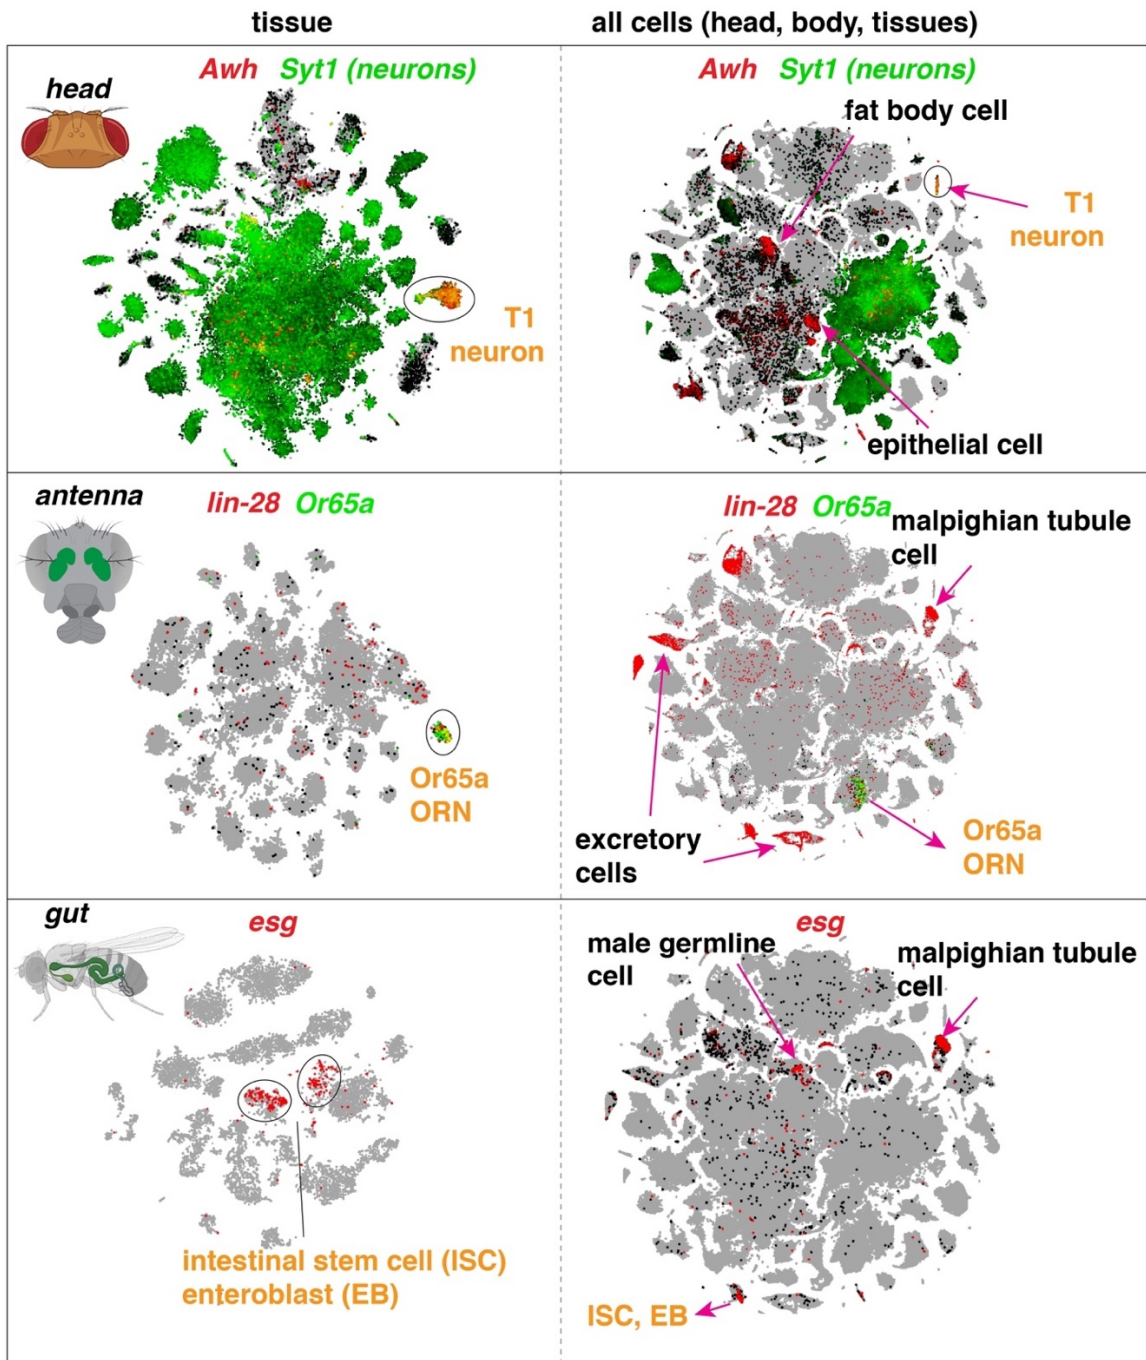 tissue
all cells (head, body, tissues)
head
Awh Syt1 (neurons)
T1
neuron
Awh Syt1 (neurons)
fat body cell
T1
neuron
epithelial cell
antenna
lin-28 Or65a
Or65a
ORN
lin-28 Or65a
malpighian tubule
cell
excretory
cells
Or65a
ORN
gut
esg
intestinal stem cell (ISC)
enteroblast (EB)
esg
male germline
cell
malpighian tubule
cell
ISC, EB